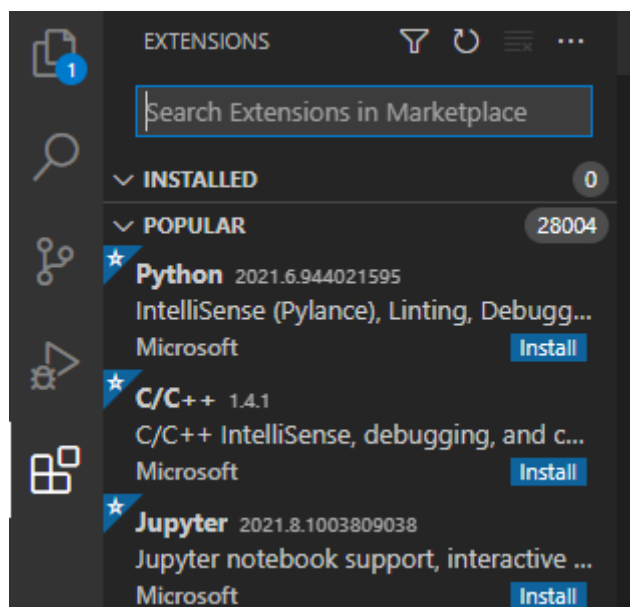 EXTENSIONS
1
Search Extensions in Marketplace
INSTALLED 0
POPULAR 28004
Python 2021.6.944021595
IntelliSense (Pylance), Linting, Debugg...
Microsoft Install
C/C++ 1.4.1
C/C++ IntelliSense, debugging, and c...
Microsoft Install
Jupyter 2021.8.1003809038
Jupyter notebook support, interactive ...
Microsoft Install